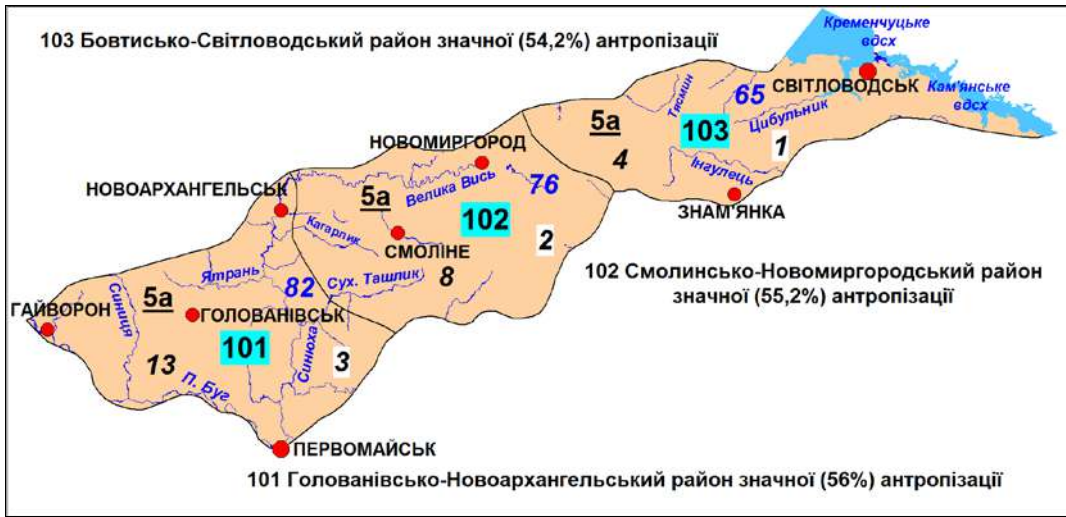 103 Бовтисько-Світловодський район значної (54,2%) антропізації
Кременчуцьке
вдсх
СВІТЛОВОДСЬК
Кам'янське
вдсх
Тясмин
65
Цибульник
5а
103
4
1
Інгулець
ЗНАМ'ЯНКА
НОВОМИРГОРОД
НОВОАРХАНГЕЛЬСЬК
5а
Велика Вись
76
102
Кагарлик
СМОЛІНЕ
2
8
Сух. Ташлик
102 Смолинсько-Новомиргородський район
значної (55,2%) антропізації
Ятрань
82
ГАЙВОРОН
Синиця
5а
ГОЛОВАНІВСЬК
101
Синюха
3
13
П. Буг
ПЕРВОМАЙСЬК
101 Голованівсько-Новоархангельський район значної (56%) антропізації